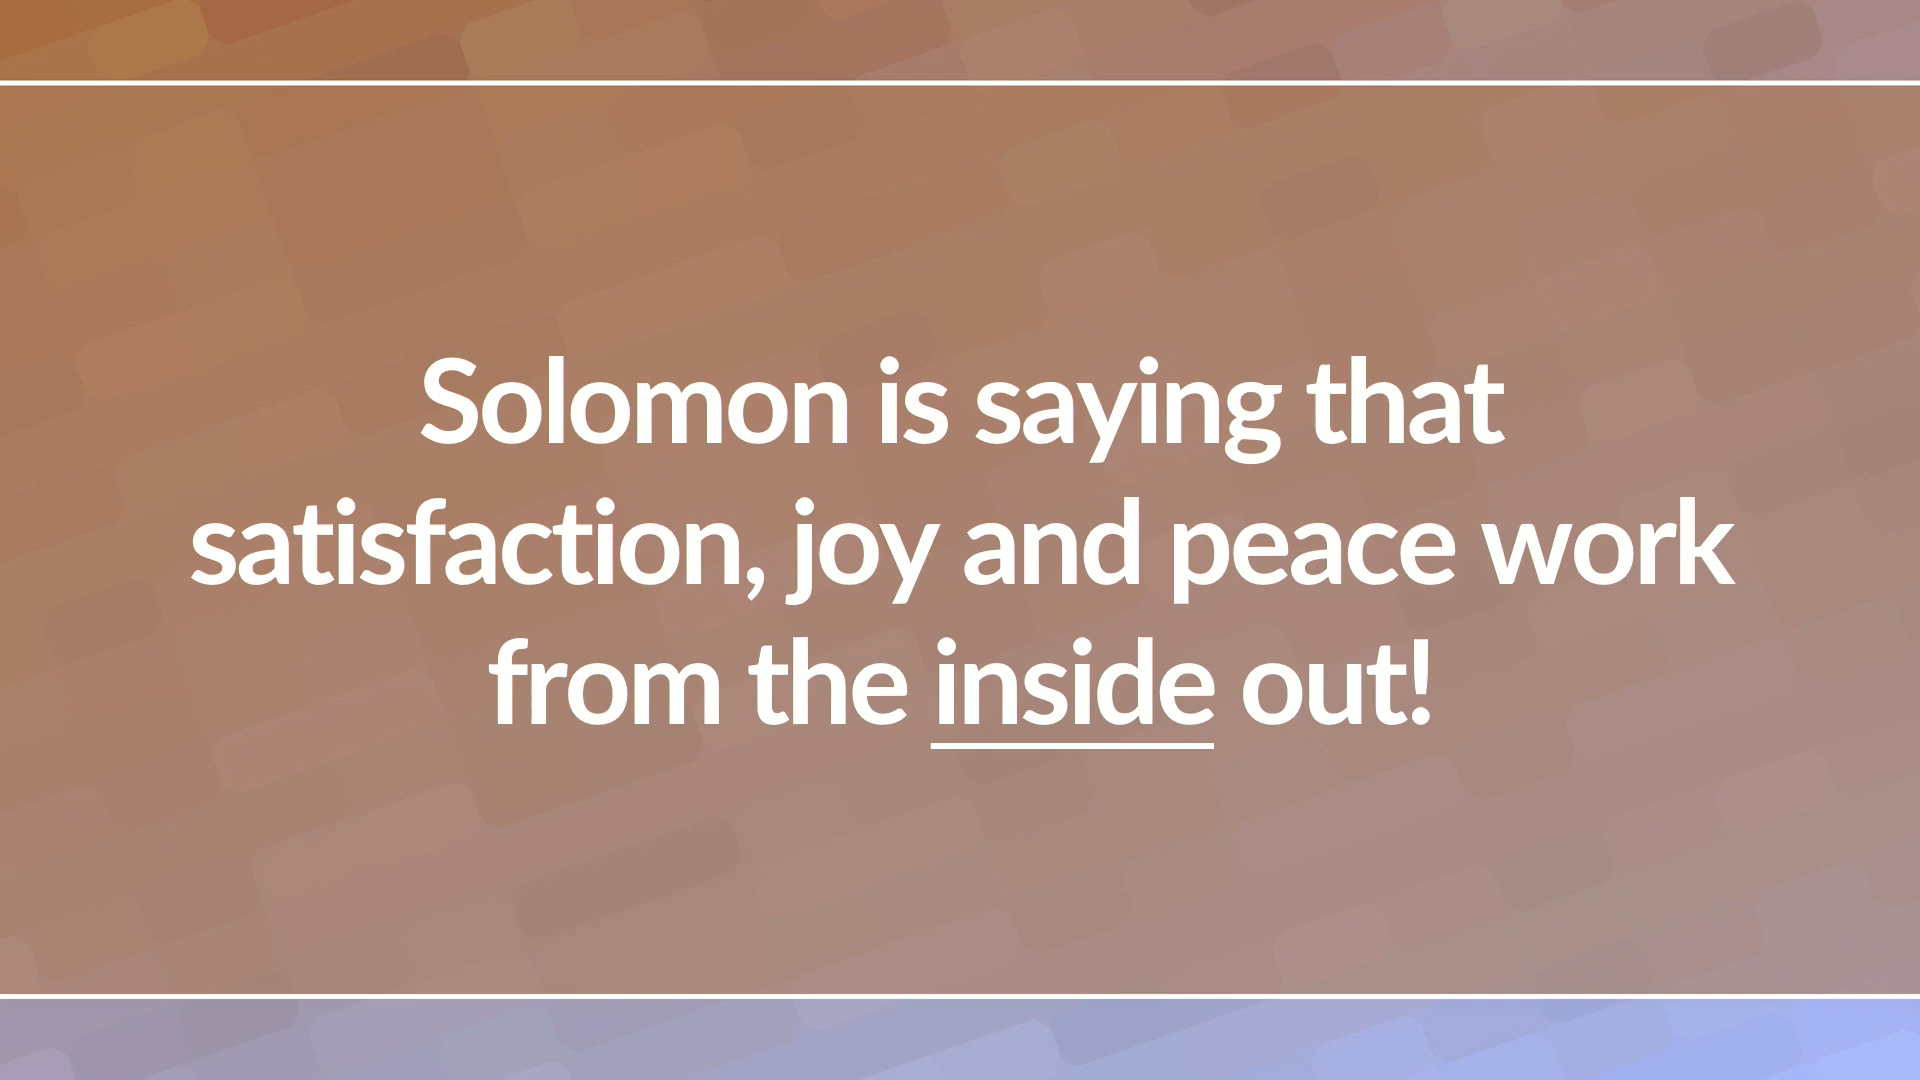 Solomon is saying that
satisfaction, joy and peace work
from the inside out!